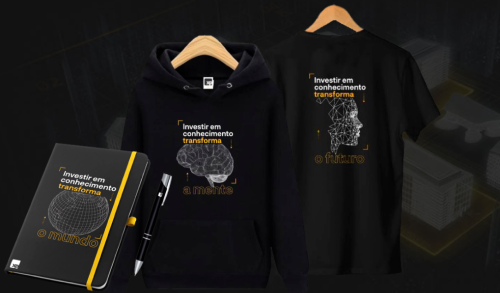 Investir em
conhecimento
transforma
o mundo
Investir em
conhecimento
transforma
a mente
Investir em
conhecimento
transforma
o futuro